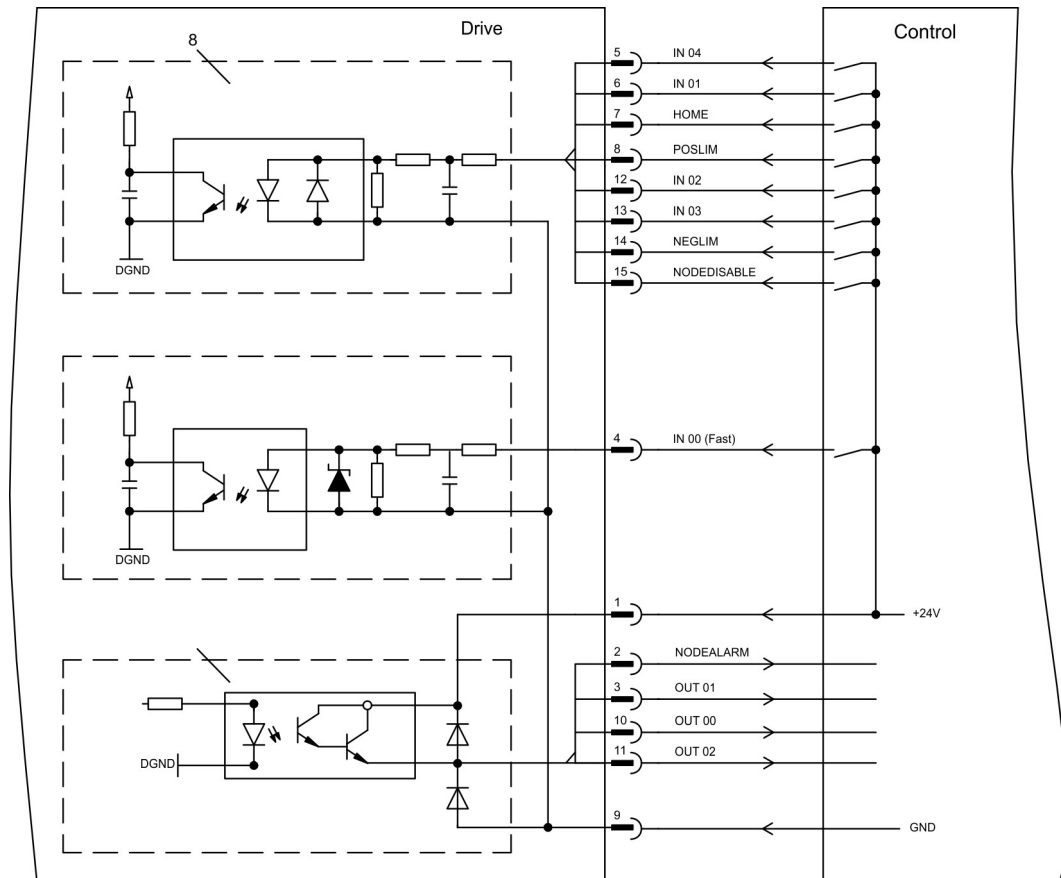 Drive
Control
8
5 IN 04
6 IN 01
7 HOME
8 POSLIM
12 IN 02
13 IN 03
14 NEGLIM
15 NODEDISABLE
DGND
4 IN 00 (Fast)
DGND
1 +24V
2 NODEALARM
3 OUT 01
10 OUT 00
11 OUT 02
DGND
9 GND